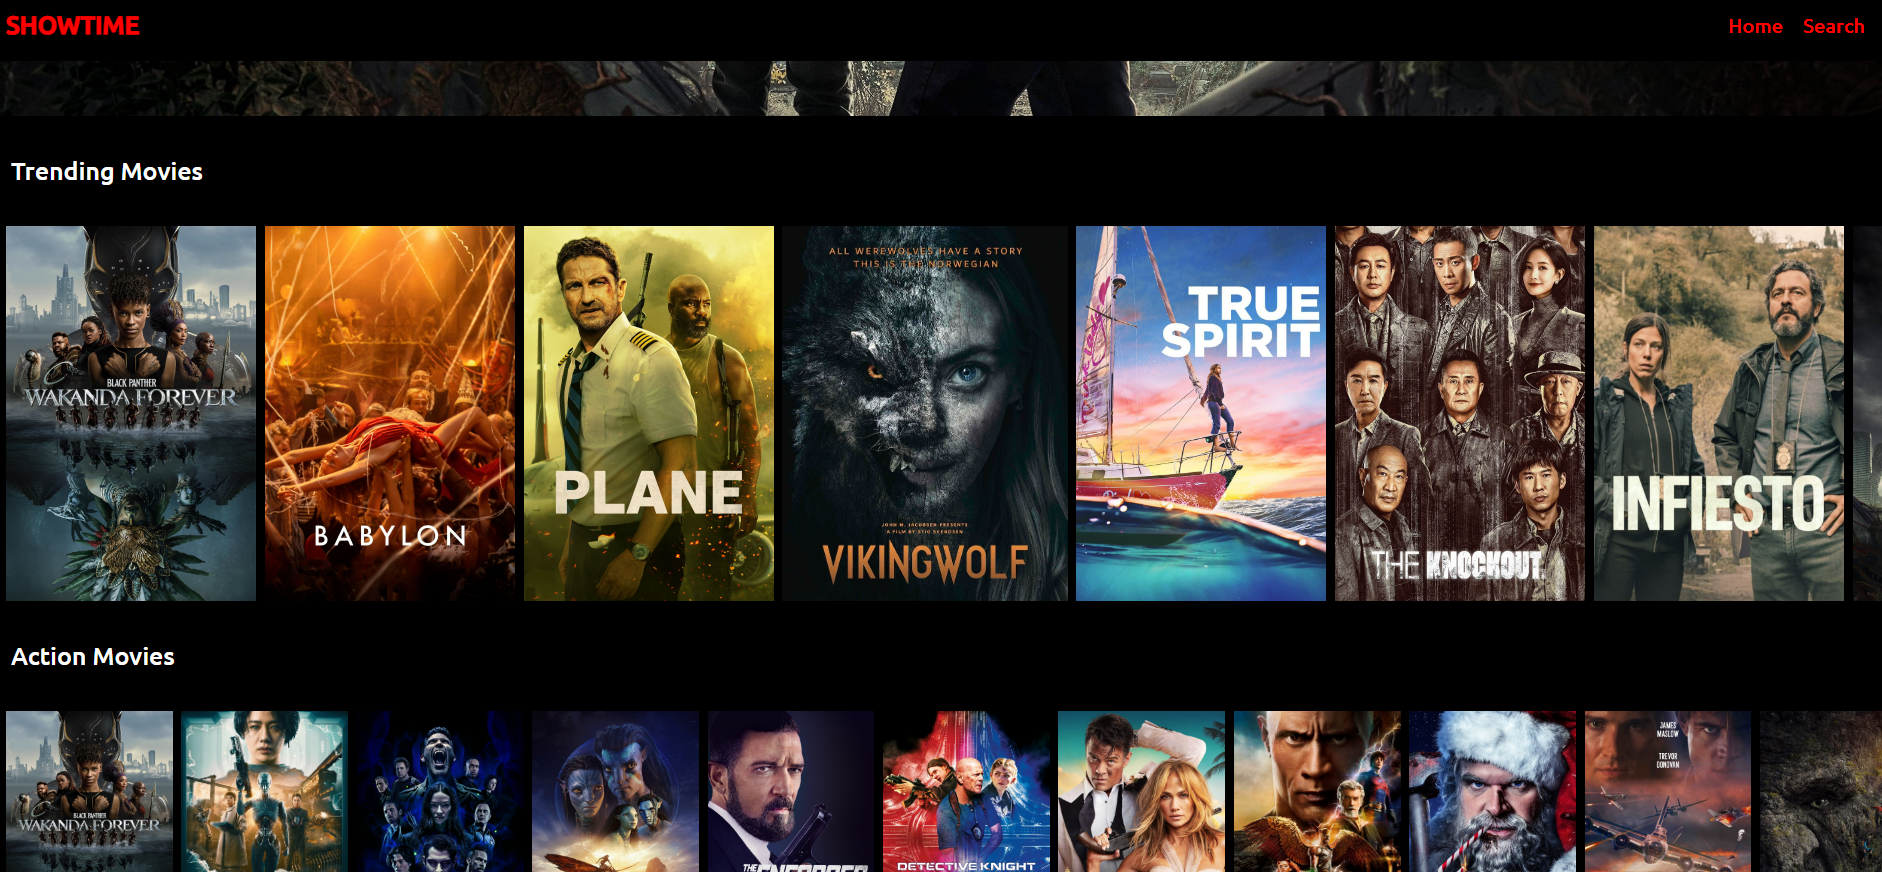 SHOWTIME
Home Search
Trending Movies
BLACK PANTHER
WAKANDA FOREVER
BABYLON
PLANE
ALL WEREWOLVES HAVE A STORY
THIS IS THE NORWEGIAN
JOHN M. JACOBSEN PRESENTS
A FILM BY STIG SVENDSEN
VIKINGWOLF
TRUE
SPIRIT
THE KNOCKOUT
INFIESTO
Action Movies
BLACK PANTHER
WAKANDA FOREVER
THE ENFORCER
DETECTIVE KNIGHT
JAMES
MASLOW
TREVOR
DONOVAN